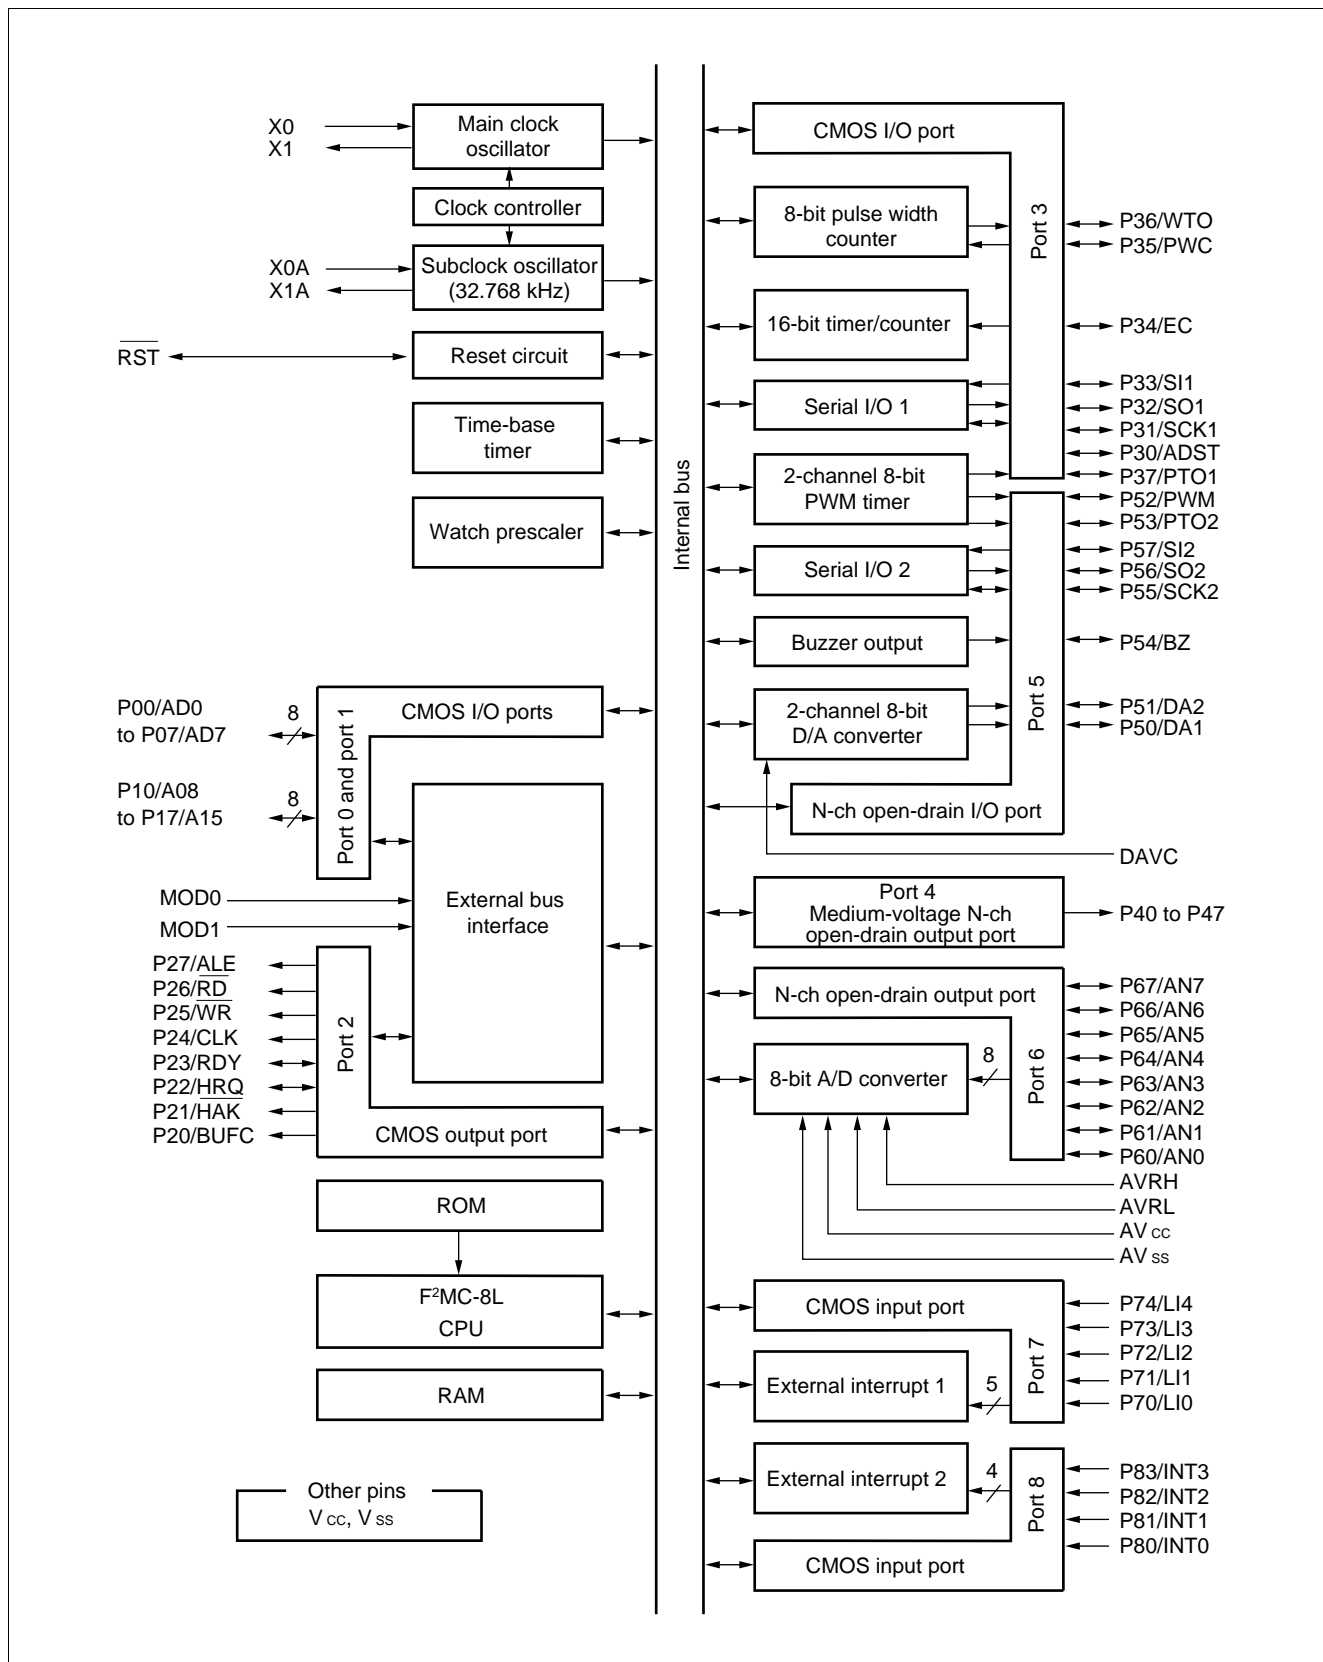 X0
X1
Main clock
oscillator
Clock controller
X0A
X1A
Subclock oscillator
(32.768 kHz)
RST
Reset circuit
Time-base
timer
Watch prescaler
P00/AD0
to P07/AD7
8
P10/A08
to P17/A15
8
Port 0 and port 1
CMOS I/O ports
MOD0
MOD1
External bus
interface
P27/ALE
P26/RD
P25/WR
P24/CLK
P23/RDY
P22/HRQ
P21/HAK
P20/BUFC
Port 2
CMOS output port
ROM
F²MC-8L
CPU
RAM
Other pins
VCC, VSS
Internal bus
CMOS I/O port
Port 3
8-bit pulse width
counter
P36/WTO
P35/PWC
16-bit timer/counter
P34/EC
Serial I/O 1
P33/SI1
P32/SO1
P31/SCK1
P30/ADST
2-channel 8-bit
PWM timer
P37/PTO1
P52/PWM
P53/PTO2
Serial I/O 2
P57/SI2
P56/SO2
P55/SCK2
Buzzer output
P54/BZ
Port 5
2-channel 8-bit
D/A converter
P51/DA2
P50/DA1
N-ch open-drain I/O port
DAVC
Port 4
Medium-voltage N-ch
open-drain output port
P40 to P47
N-ch open-drain output port
Port 6
8-bit A/D converter
8
P67/AN7
P66/AN6
P65/AN5
P64/AN4
P63/AN3
P62/AN2
P61/AN1
P60/AN0
AVRH
AVRL
AVCC
AVSS
CMOS input port
Port 7
External interrupt 1
5
P74/LI4
P73/LI3
P72/LI2
P71/LI1
P70/LI0
External interrupt 2
4
Port 8
P83/INT3
P82/INT2
P81/INT1
P80/INT0
CMOS input port